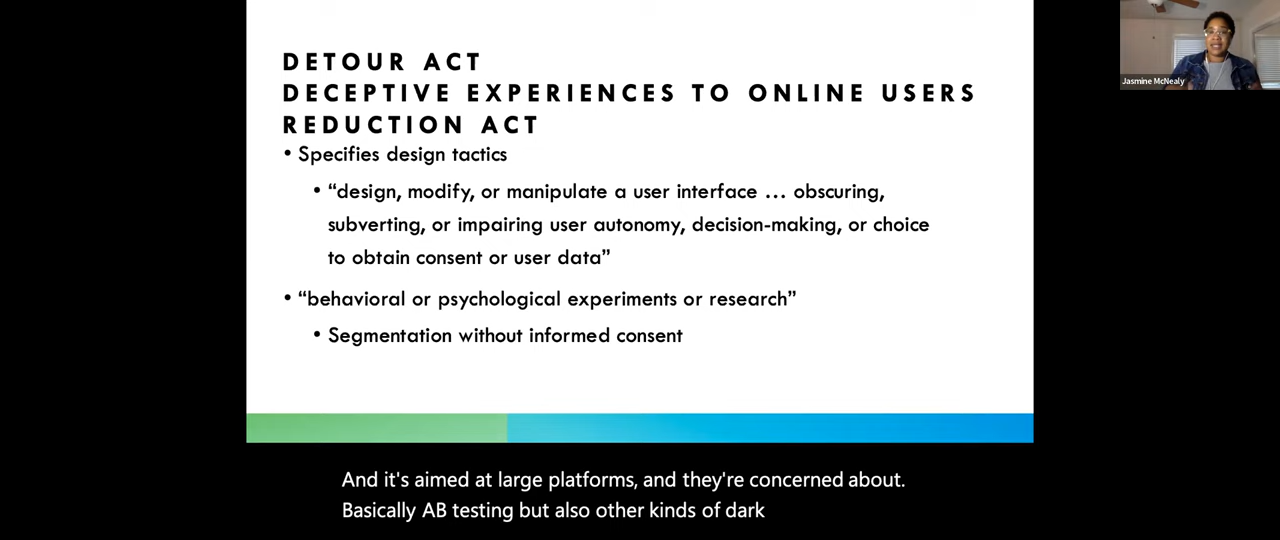 DETOUR ACT
DECEPTIVE EXPERIENCES TO ONLINE USERS
REDUCTION ACT
• Specifies design tactics
• “design, modify, or manipulate a user interface … obscuring,
subverting, or impairing user autonomy, decision-making, or choice
to obtain consent or user data”
• “behavioral or psychological experiments or research”
• Segmentation without informed consent
Jasmine McNealy
And it's aimed at large platforms, and they're concerned about.
Basically AB testing but also other kinds of dark